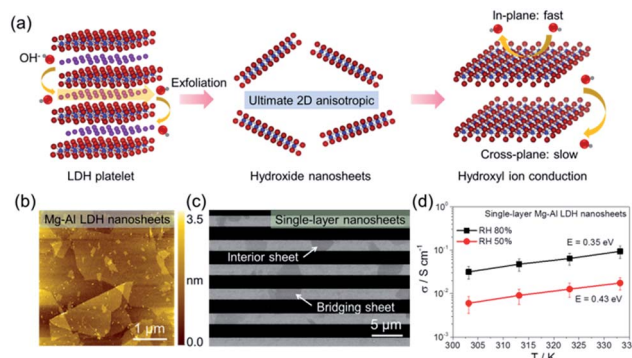 (a)
In-plane: fast
OH⁻
Exfoliation
Ultimate 2D anisotropic
Cross-plane: slow
LDH platelet
Hydroxide nanosheets
Hydroxyl ion conduction
(b)
Mg-Al LDH nanosheets
3.5
nm
0.0
1 μm
(c)
Single-layer nanosheets
Interior sheet
Bridging sheet
5 μm
(d)
Single-layer Mg-Al LDH nanosheets
RH 80%
RH 50%
E = 0.35 eV
E = 0.43 eV
σ / S cm⁻¹
10⁰
10⁻¹
10⁻²
10⁻³
300 305 310 315 320 325 330 33